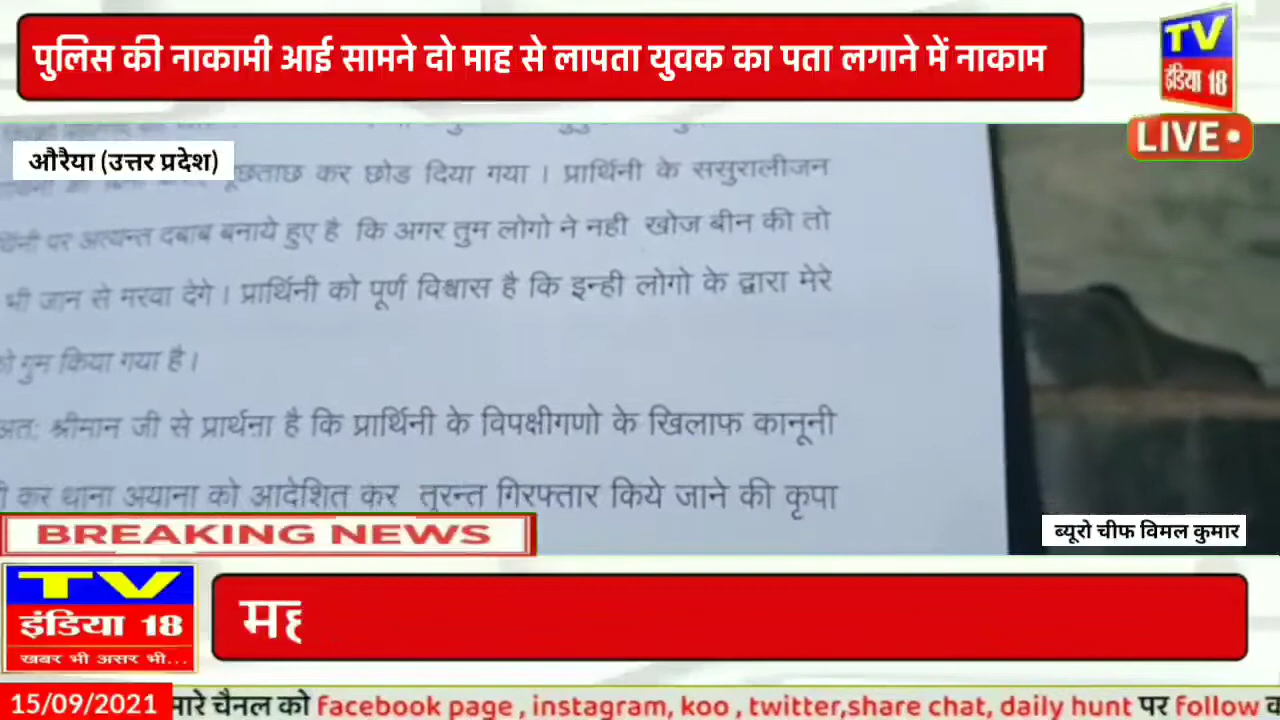 पुलिस की नाकामी आई सामने दो माह से लापता युवक का पता लगाने में नाकाम
TV
इंडिया 18
LIVE
औरैया (उत्तर प्रदेश)
कर छोड दिया गया । प्रार्थिनी के ससुरालीजन
पर अत्यन्त दबाब बनाये हुए है कि अगर तुम लोगो ने नही खोज बीन की तो
भी जान से मरवा देगे । प्रार्थिनी को पूर्ण विश्वास है कि इन्ही लोगो के द्वारा मेरे
गुम किया गया है ।
अत: श्रीमान जी से प्रार्थना है कि प्रार्थिनी के विपक्षीगणो के खिलाफ कानूनी
कर थाना अयाना को आदेशित कर तुरन्त गिरफ्तार किये जाने की कृपा
BREAKING NEWS
ब्यूरो चीफ विमल कुमार
TV
इंडिया 18
खबर भी असर भी...
15/09/2021 चैनल को Facebook page , instagram, koo , twitter,share chat, daily hunt पर Follow